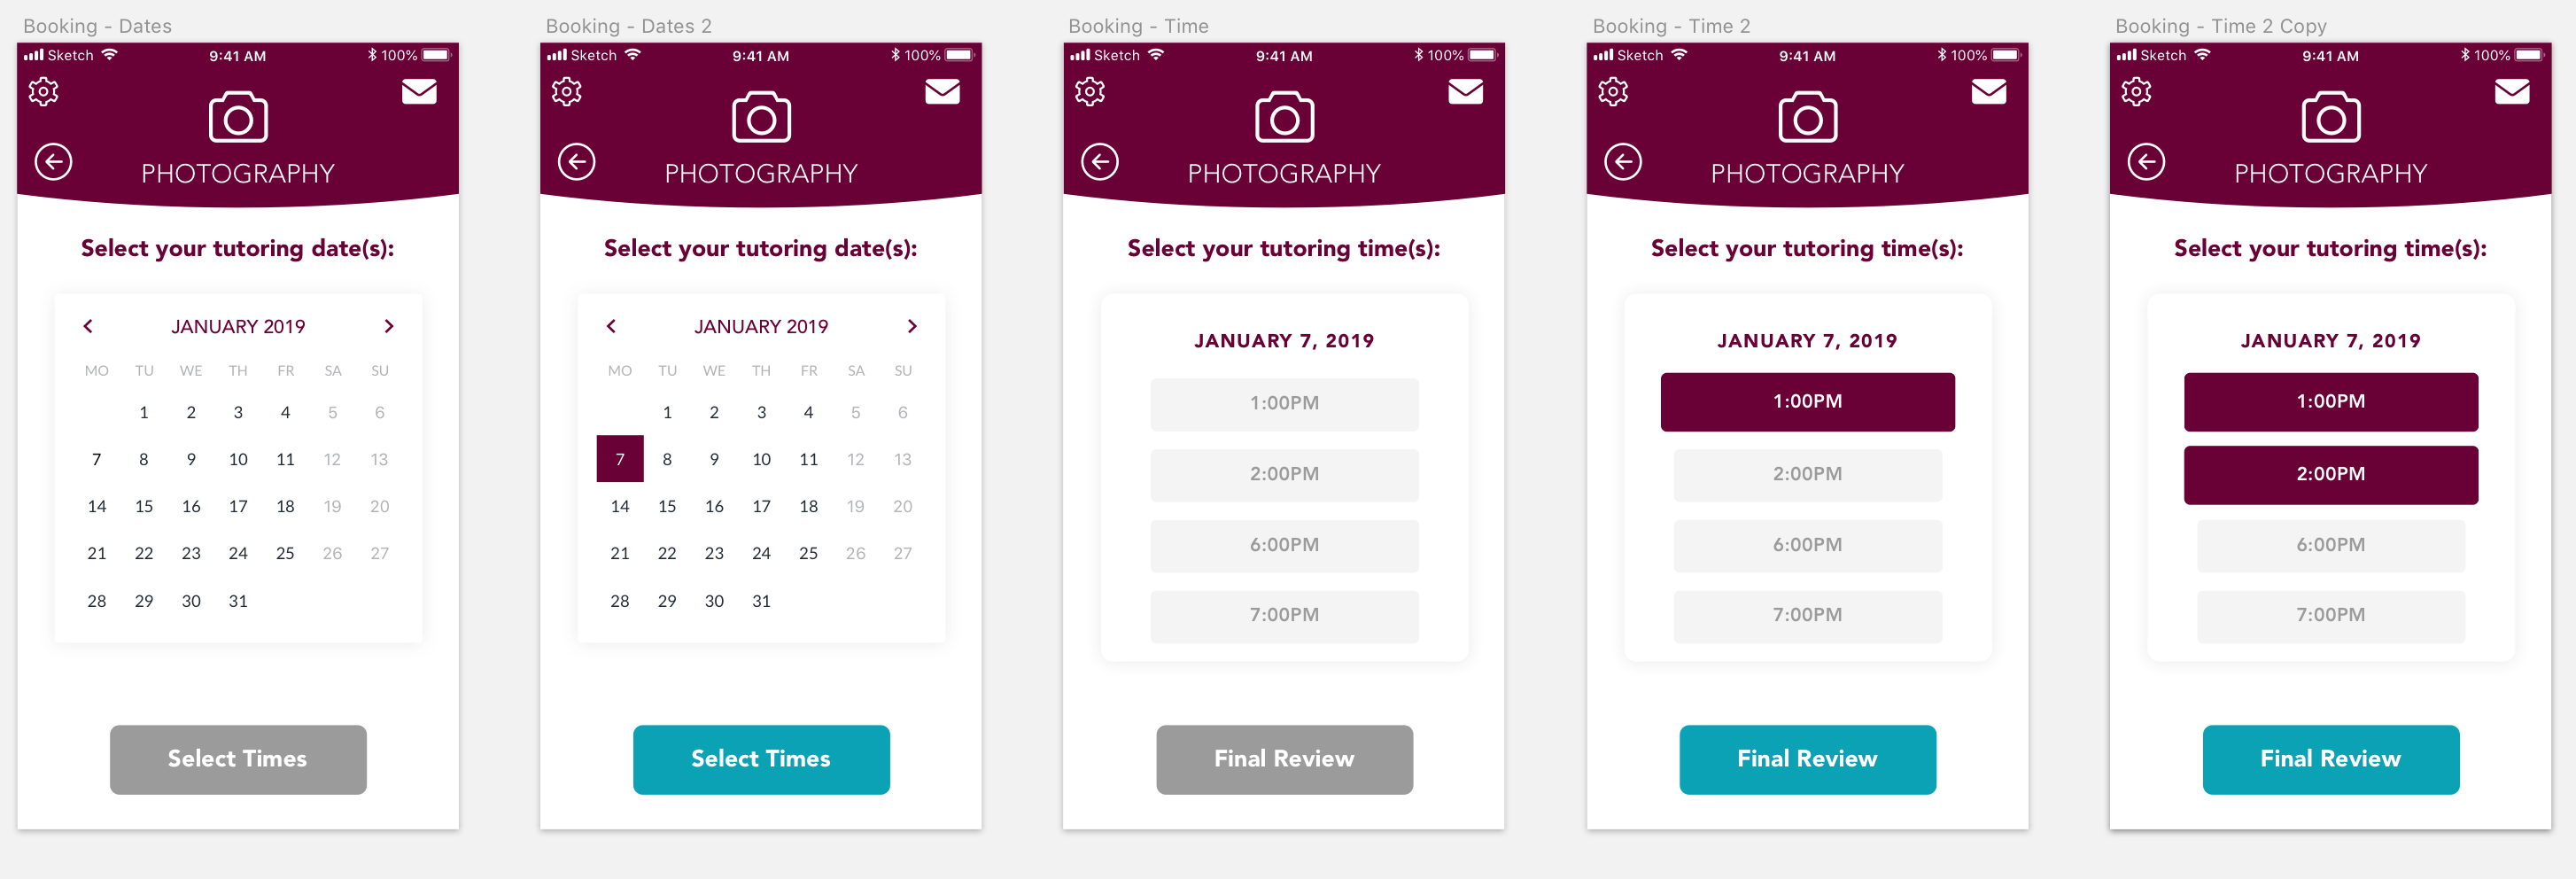 Booking - Dates
Sketch 9:41 AM 100%
PHOTOGRAPHY
Select your tutoring date(s):
JANUARY 2019
MO TU WE TH FR SA SU
1 2 3 4 5 6
7 8 9 10 11 12 13
14 15 16 17 18 19 20
21 22 23 24 25 26 27
28 29 30 31
Select Times
Booking - Dates 2
Sketch 9:41 AM 100%
PHOTOGRAPHY
Select your tutoring date(s):
JANUARY 2019
MO TU WE TH FR SA SU
1 2 3 4 5 6
7 8 9 10 11 12 13
14 15 16 17 18 19 20
21 22 23 24 25 26 27
28 29 30 31
Select Times
Booking - Time
Sketch 9:41 AM 100%
PHOTOGRAPHY
Select your tutoring time(s):
JANUARY 7, 2019
1:00PM
2:00PM
6:00PM
7:00PM
Final Review
Booking - Time 2
Sketch 9:41 AM 100%
PHOTOGRAPHY
Select your tutoring time(s):
JANUARY 7, 2019
1:00PM
2:00PM
6:00PM
7:00PM
Final Review
Booking - Time 2 Copy
Sketch 9:41 AM 100%
PHOTOGRAPHY
Select your tutoring time(s):
JANUARY 7, 2019
1:00PM
2:00PM
6:00PM
7:00PM
Final Review